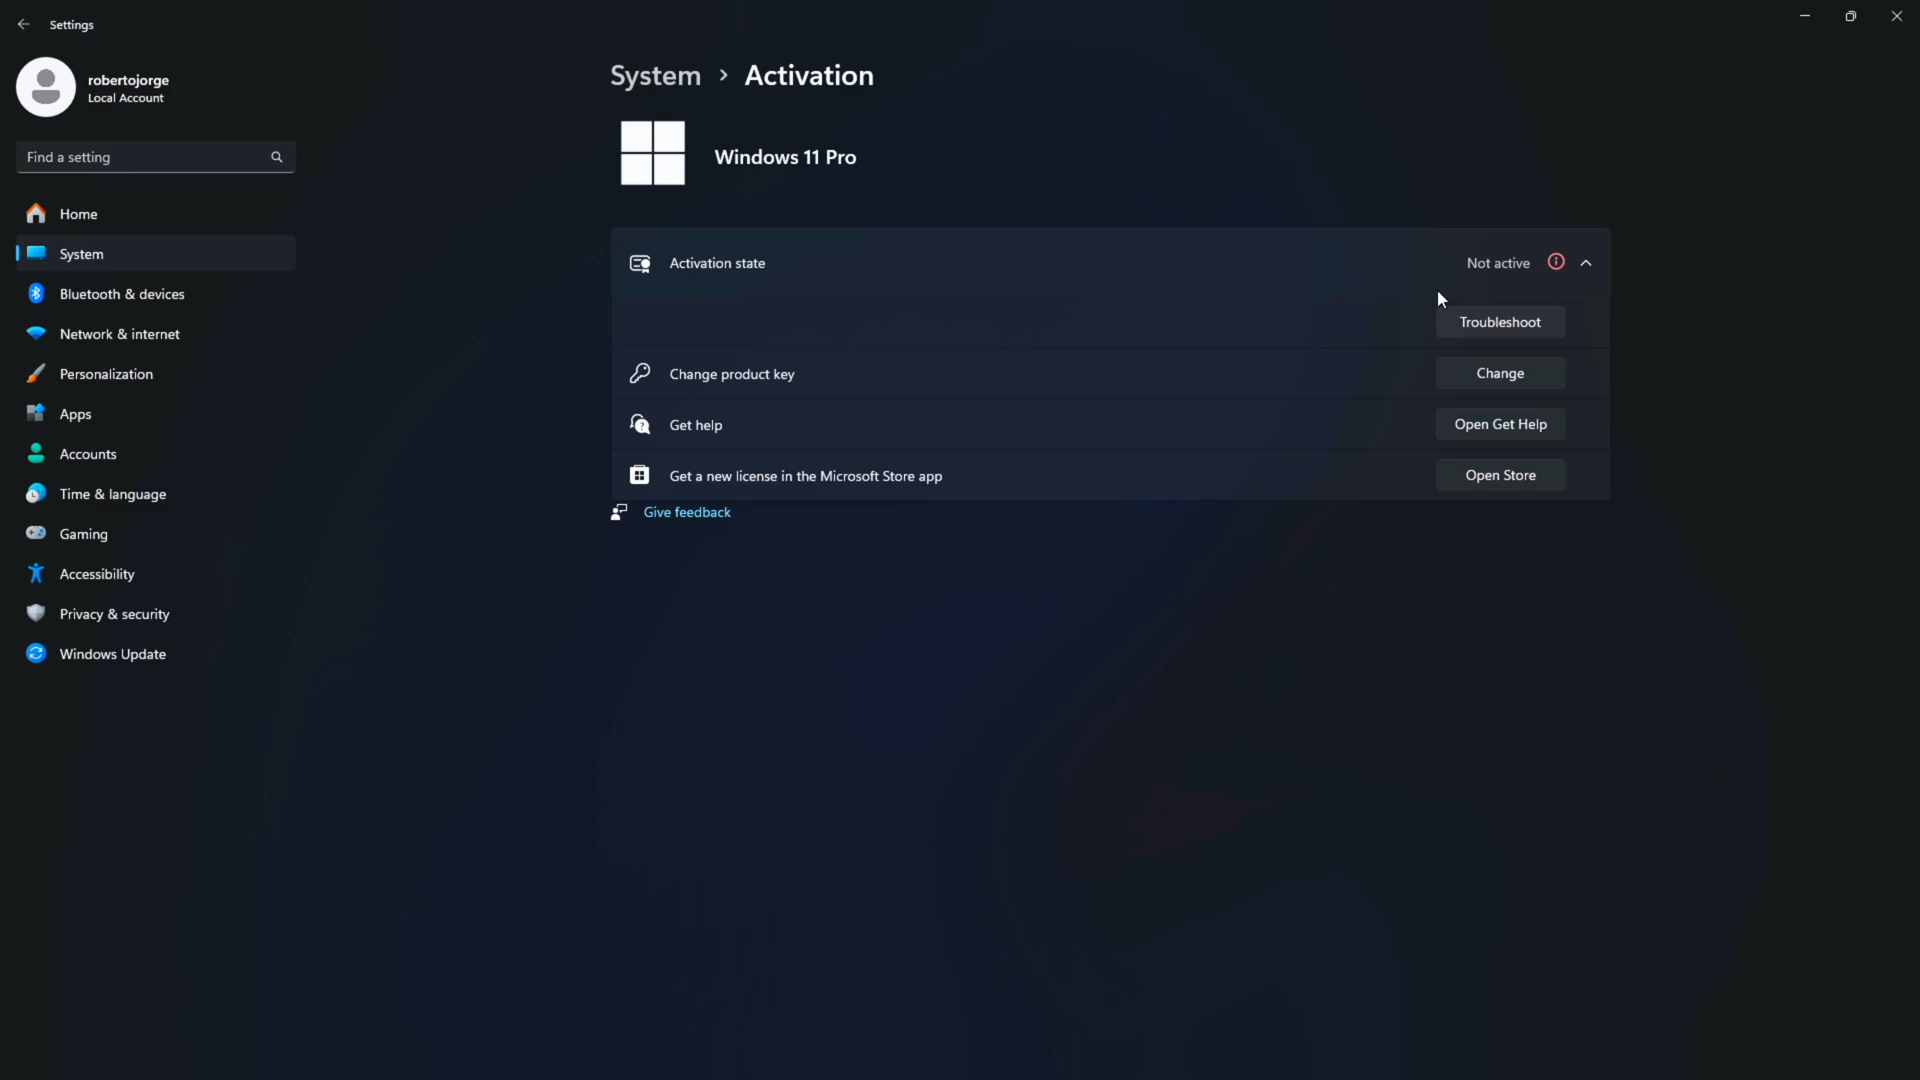 Settings
robertojorge
Local Account
Find a setting
Home
System
Bluetooth & devices
Network & internet
Personalization
Apps
Accounts
Time & language
Gaming
Accessibility
Privacy & security
Windows Update
System > Activation
Windows 11 Pro
Activation state Not active
Troubleshoot
Change product key Change
Get help Open Get Help
Get a new license in the Microsoft Store app Open Store
Give feedback